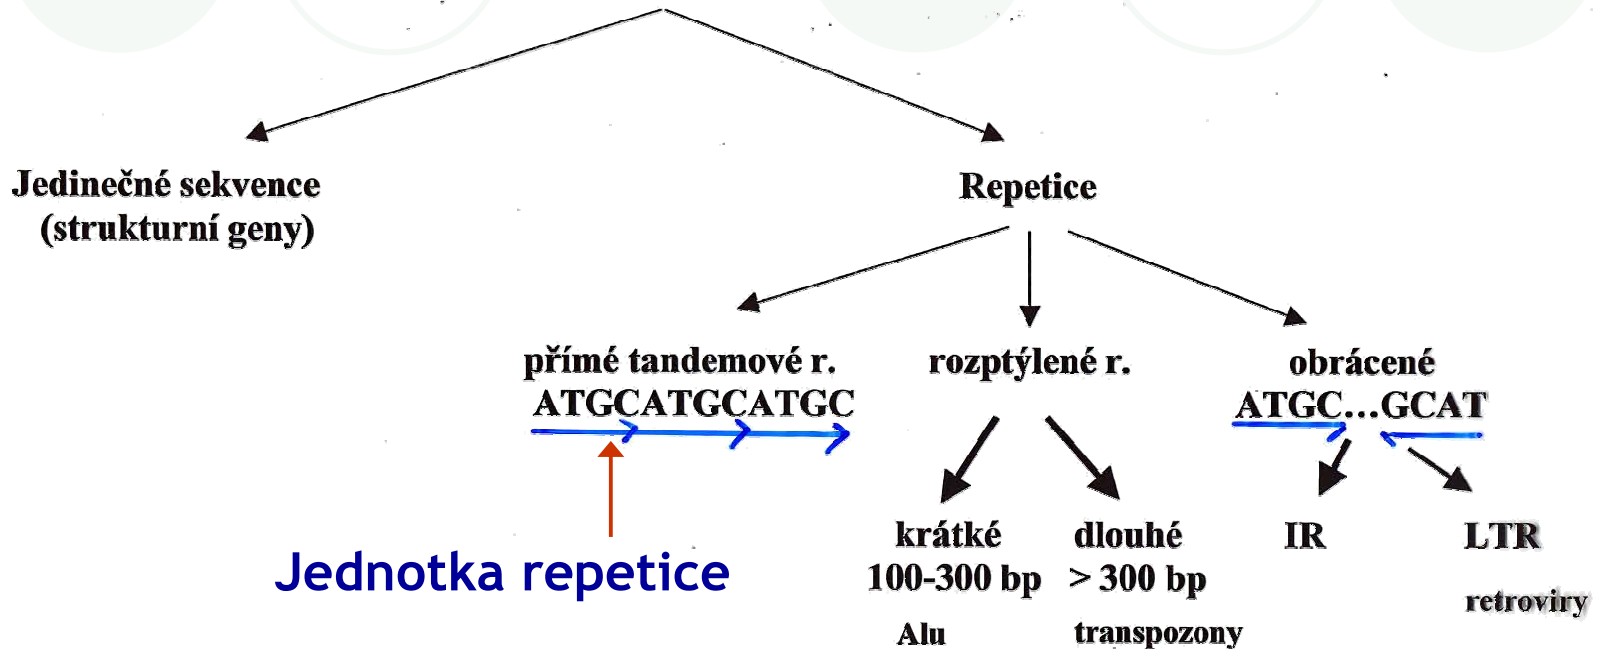 Jedinečné sekvence
(strukturní geny)
Repetice
přímé tandemové r.
ATGCATGCATGC
rozptýlené r.
obrácené
ATGC...GCAT
Jednotka repetice
krátké
100-300 bp
Alu
dlouhé
> 300 bp
transpozony
IR
LTR
retroviry